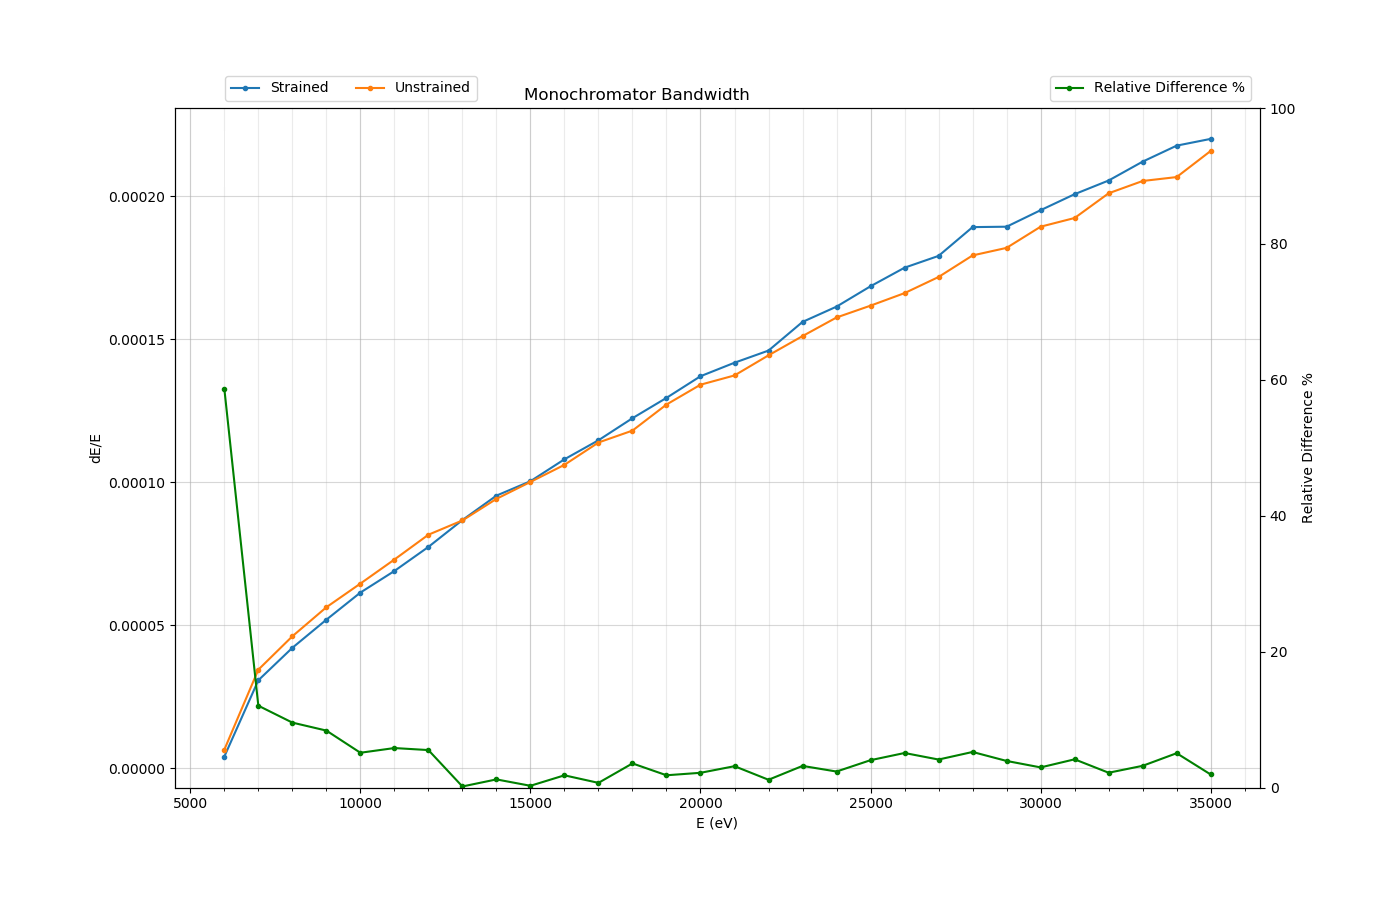 Strained Unstrained
Monochromator Bandwidth
Relative Difference %
dE/E
0.00020
0.00015
0.00010
0.00005
0.00000
100
80
60
40
20
0
Relative Difference %
5000 10000 15000 20000 25000 30000 35000
E (eV)